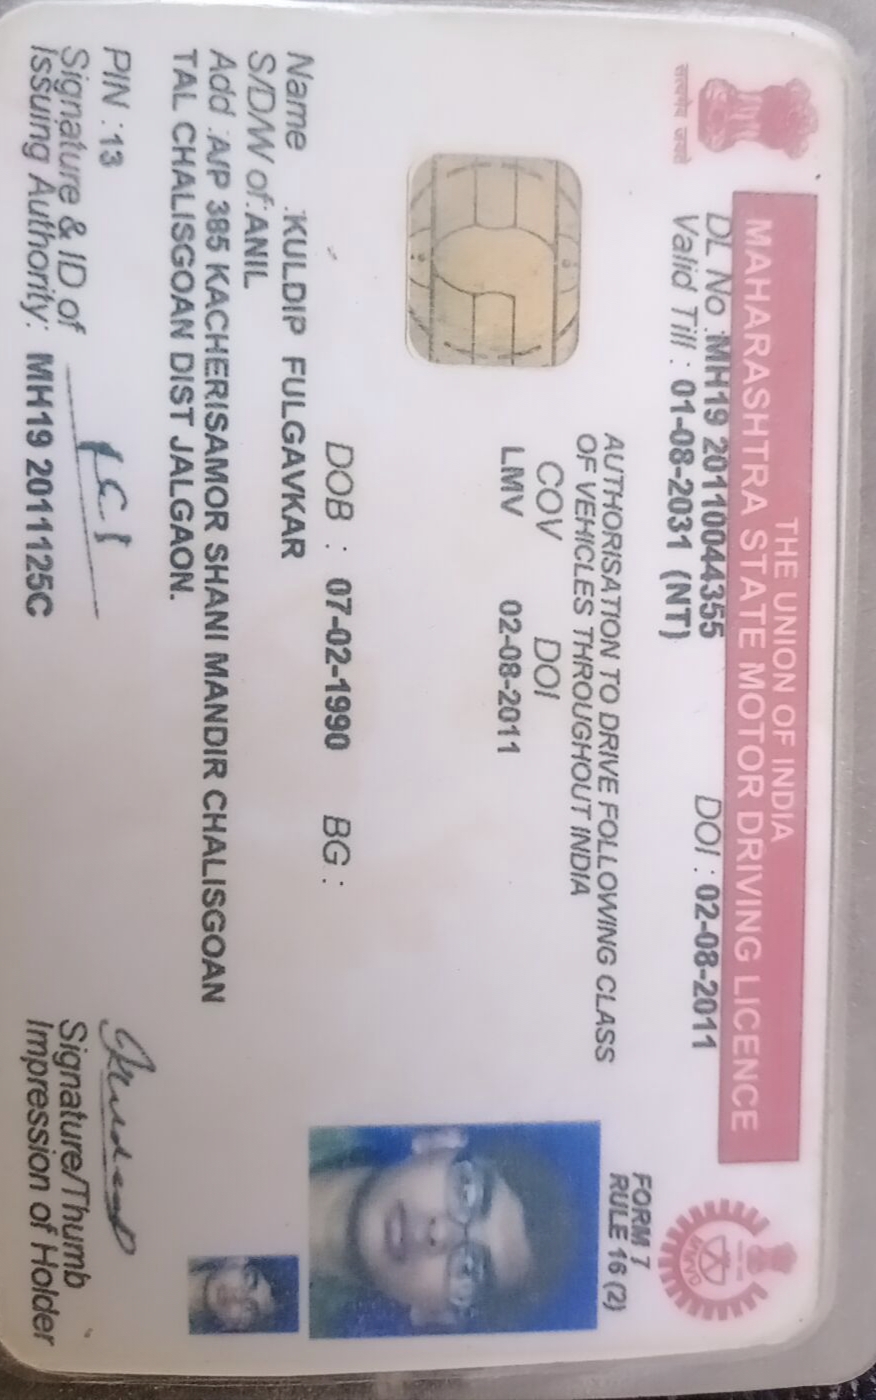 THE UNION OF INDIA
MAHARASHTRA STATE MOTOR DRIVING LICENCE
सत्यमेव जयते
DL No :MH19 20110044355 DOI : 02-08-2011
Valid Till : 01-08-2031 (NT)
FORM 7
RULE 16 (2)
AUTHORISATION TO DRIVE FOLLOWING CLASS
OF VEHICLES THROUGHOUT INDIA
COV DOI
LMV 02-08-2011
DOB : 07-02-1990 BG :
Name :KULDIP FULGAVKAR
S/D/W of:ANIL
Add :A/P 385 KACHERISAMOR SHANI MANDIR CHALISGOAN
TAL CHALISGOAN DIST JALGAON.
PIN :13
Signature & ID of
Issuing Authority: MH19 2011125C
Signature/Thumb
Impression of Holder